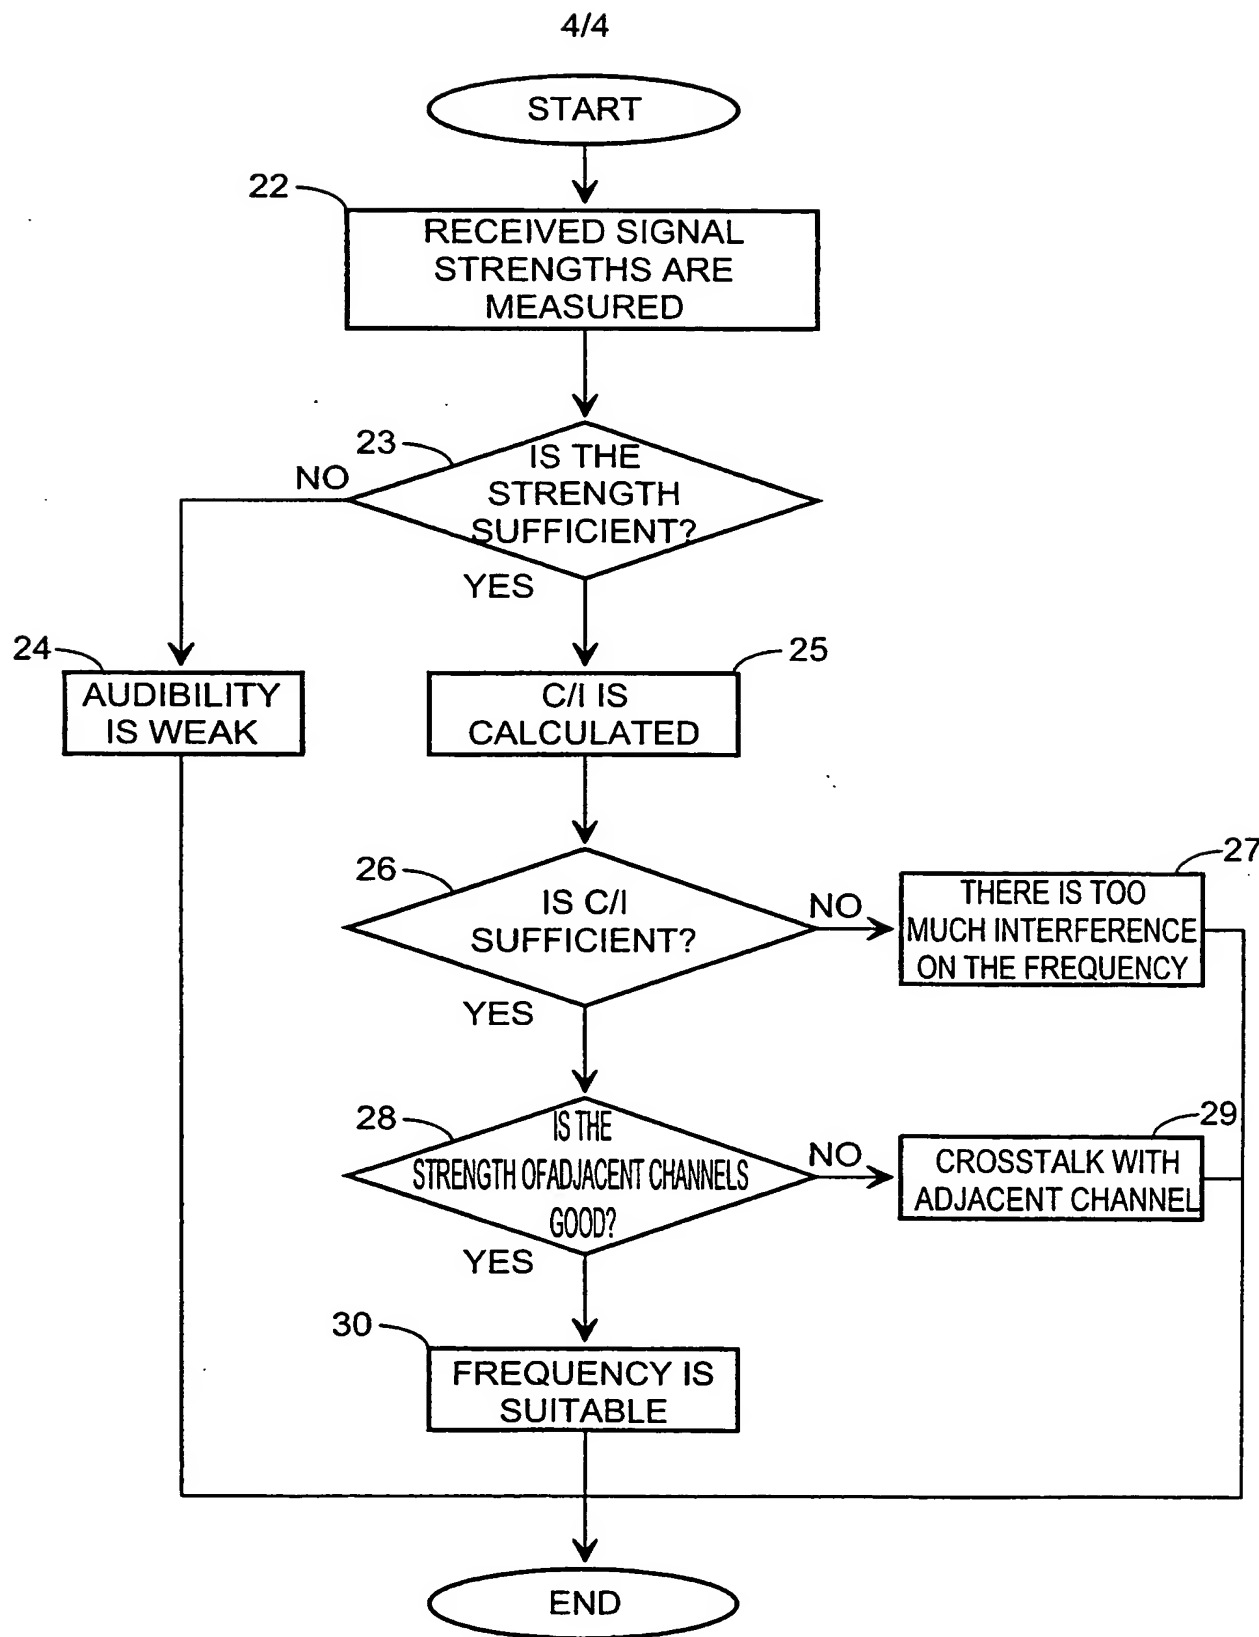 4/4
START
22
RECEIVED SIGNAL
STRENGTHS ARE
MEASURED
23
IS THE
STRENGTH
SUFFICIENT?
NO
YES
24
AUDIBILITY
IS WEAK
25
C/I IS
CALCULATED
26
IS C/I
SUFFICIENT?
NO
YES
27
THERE IS TOO
MUCH INTERFERENCE
ON THE FREQUENCY
28
IS THE
STRENGTH OF ADJACENT CHANNELS
GOOD?
NO
YES
29
CROSSTALK WITH
ADJACENT CHANNEL
30
FREQUENCY IS
SUITABLE
END